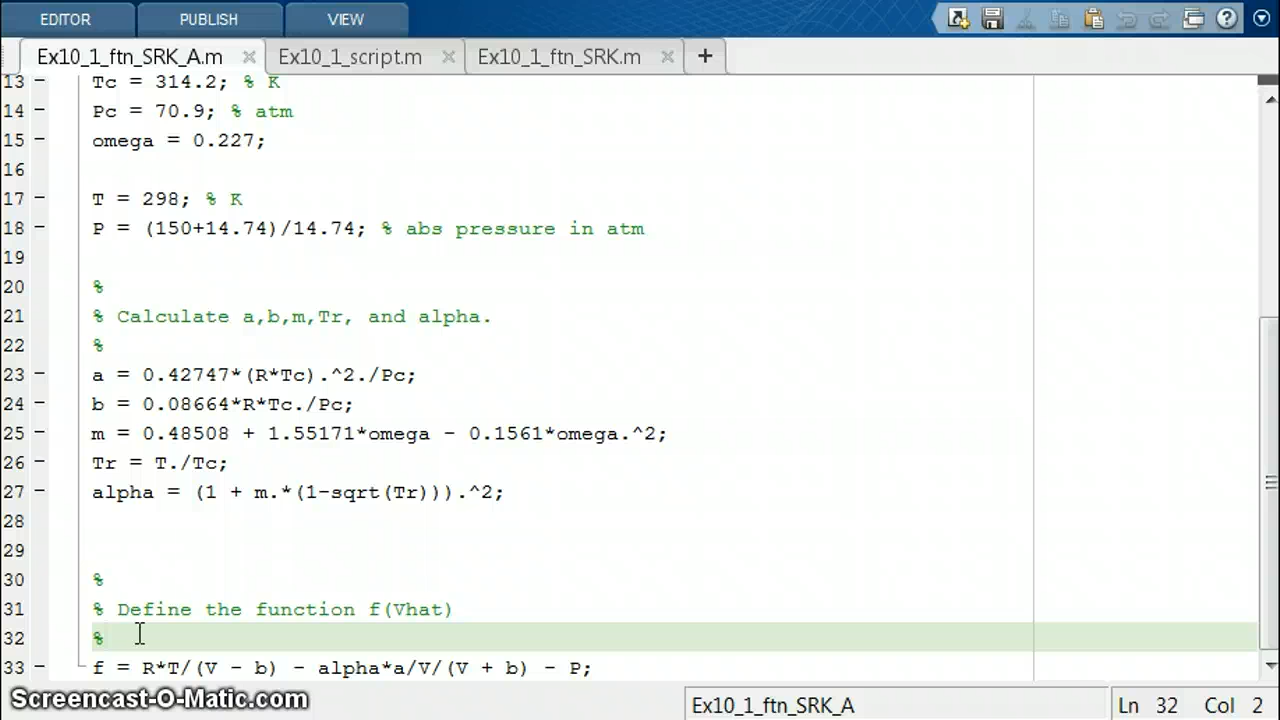 EDITOR PUBLISH VIEW
Ex10_1_ftn_SRK_A.m Ex10_1_script.m Ex10_1_ftn_SRK.m
13 Tc = 314.2; % K
14 Pc = 70.9; % atm
15 omega = 0.227;
16
17 T = 298; % K
18 P = (150+14.74)/14.74; % abs pressure in atm
19
20 %
21 % Calculate a,b,m,Tr, and alpha.
22 %
23 a = 0.42747*(R*Tc).^2./Pc;
24 b = 0.08664*R*Tc./Pc;
25 m = 0.48508 + 1.55171*omega - 0.1561*omega.^2;
26 Tr = T./Tc;
27 alpha = (1 + m.*(1-sqrt(Tr))).^2;
28
29
30 %
31 % Define the function f(Vhat)
32 %
33 f = R*T/(V - b) - alpha*a/V/(V + b) - P;
Screencast-O-Matic.com Ex10_1_ftn_SRK_A Ln 32 Col 2